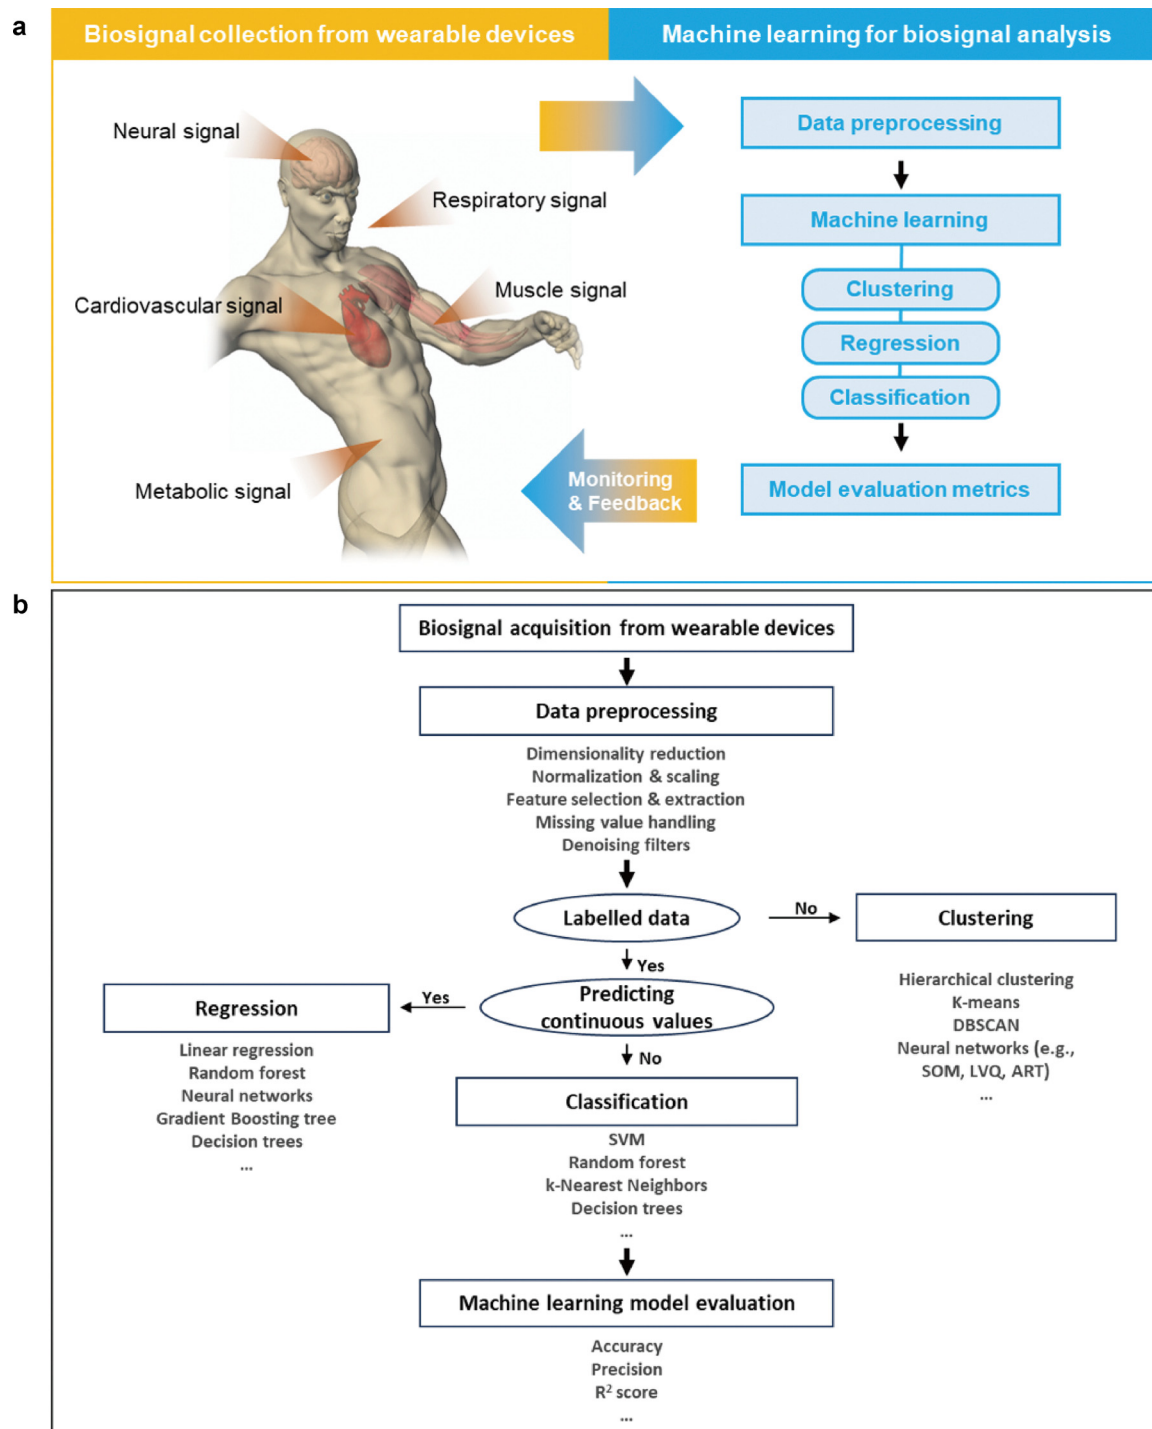 a
Biosignal collection from wearable devices
Machine learning for biosignal analysis
Neural signal
Respiratory signal
Cardiovascular signal
Muscle signal
Metabolic signal
Data preprocessing
Machine learning
Clustering
Regression
Classification
Model evaluation metrics
Monitoring
& Feedback
b
Biosignal acquisition from wearable devices
Data preprocessing
Dimensionality reduction
Normalization & scaling
Feature selection & extraction
Missing value handling
Denoising filters
Labelled data
No
Clustering
Hierarchical clustering
K-means
DBSCAN
Neural networks (e.g.,
SOM, LVQ, ART)
...
Yes
Predicting
continuous values
Yes
Regression
Linear regression
Random forest
Neural networks
Gradient Boosting tree
Decision trees
...
No
Classification
SVM
Random forest
k-Nearest Neighbors
Decision trees
...
Machine learning model evaluation
Accuracy
Precision
R² score
...